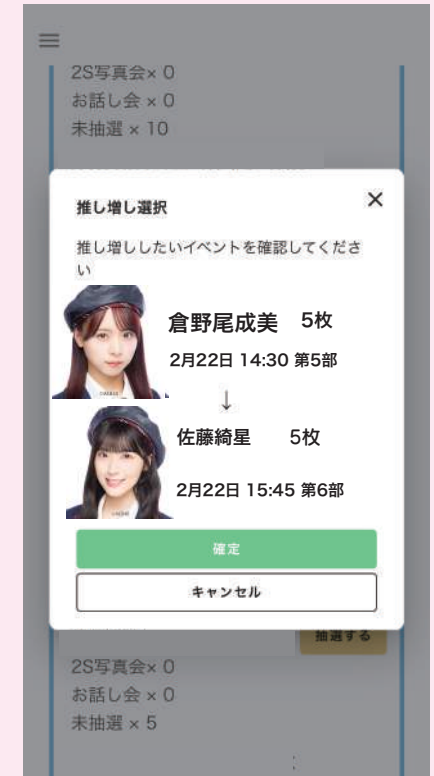 2S写真会× 0
お話し会 × 0
未抽選 × 10
推し増し選択
推し増ししたいイベントを確認してくださ
い
倉野尾成美 5枚
2月22日 14:30 第5部
↓
佐藤綺星 5枚
2月22日 15:45 第6部
確定
キャンセル
抽選する
2S写真会× 0
お話し会 × 0
未抽選 × 5